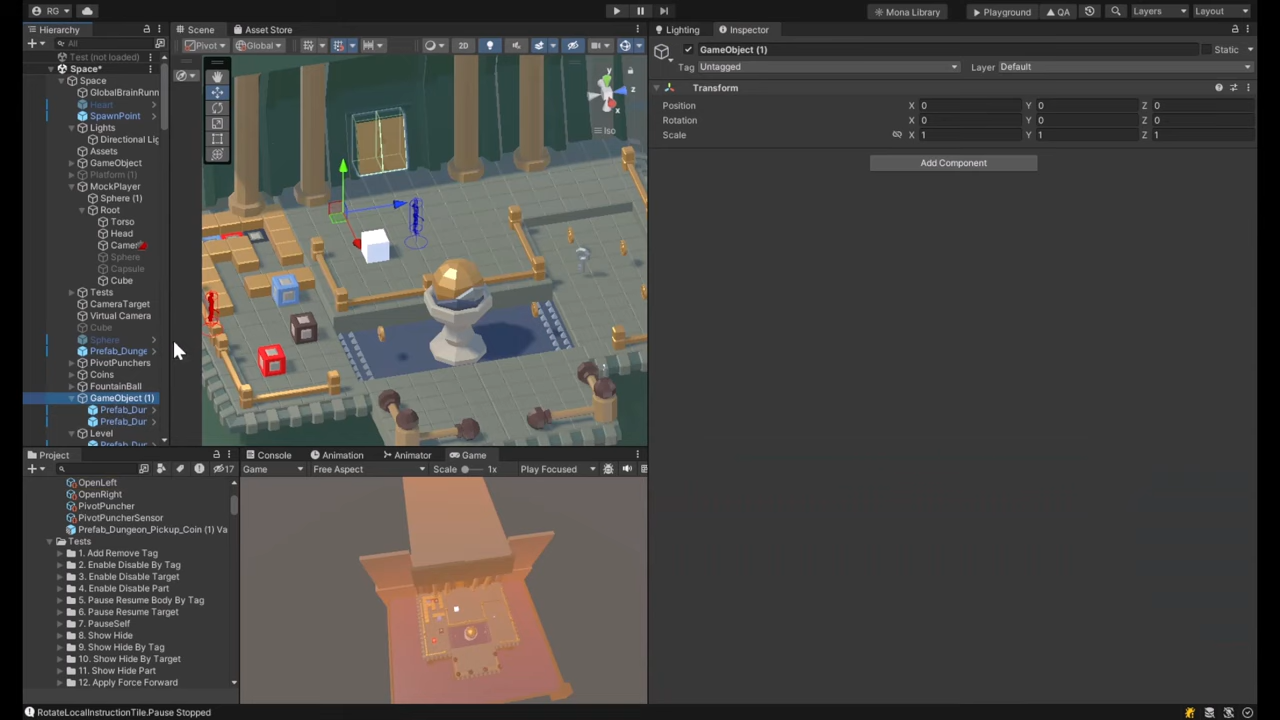 RG
Mona Library
Playground
QA
Layers
Layout
Hierarchy
All
Test (not loaded)
Space*
Space
GlobalBrainRunn
Heart
SpawnPoint
Lights
Directional Lig
Assets
GameObject
Platform (1)
MockPlayer
Sphere (1)
Root
Torso
Head
Camer
Sphere
Capsule
Cube
Tests
CameraTarget
Virtual Camera
Cube
Sphere
Prefab_Dunge
PivotPunchers
Coins
FountainBall
GameObject (1)
Prefab_Dur
Prefab_Dur
Level
Scene
Asset Store
Pivot
Global
2D
y
z
x
Iso
Lighting
Inspector
GameObject (1)
Static
Tag Untagged
Layer Default
Transform
Position X 0 Y 0 Z 0
Rotation X 0 Y 0 Z 0
Scale X 1 Y 1 Z 1
Add Component
Project
17
OpenLeft
OpenRight
PivotPuncher
PivotPuncherSensor
Prefab_Dungeon_Pickup_Coin (1) Va
Tests
1. Add Remove Tag
2. Enable Disable By Tag
3. Enable Disable Target
4. Enable Disable Part
5. Pause Resume Body By Tag
6. Pause Resume Target
7. PauseSelf
8. Show Hide
9. Show Hide By Tag
10. Show Hide By Target
11. Show Hide Part
12. Apply Force Forward
Console
Animation
Animator
Game
Game
Free Aspect
Scale 1x
Play Focused
RotateLocalInstructionTile.Pause Stopped